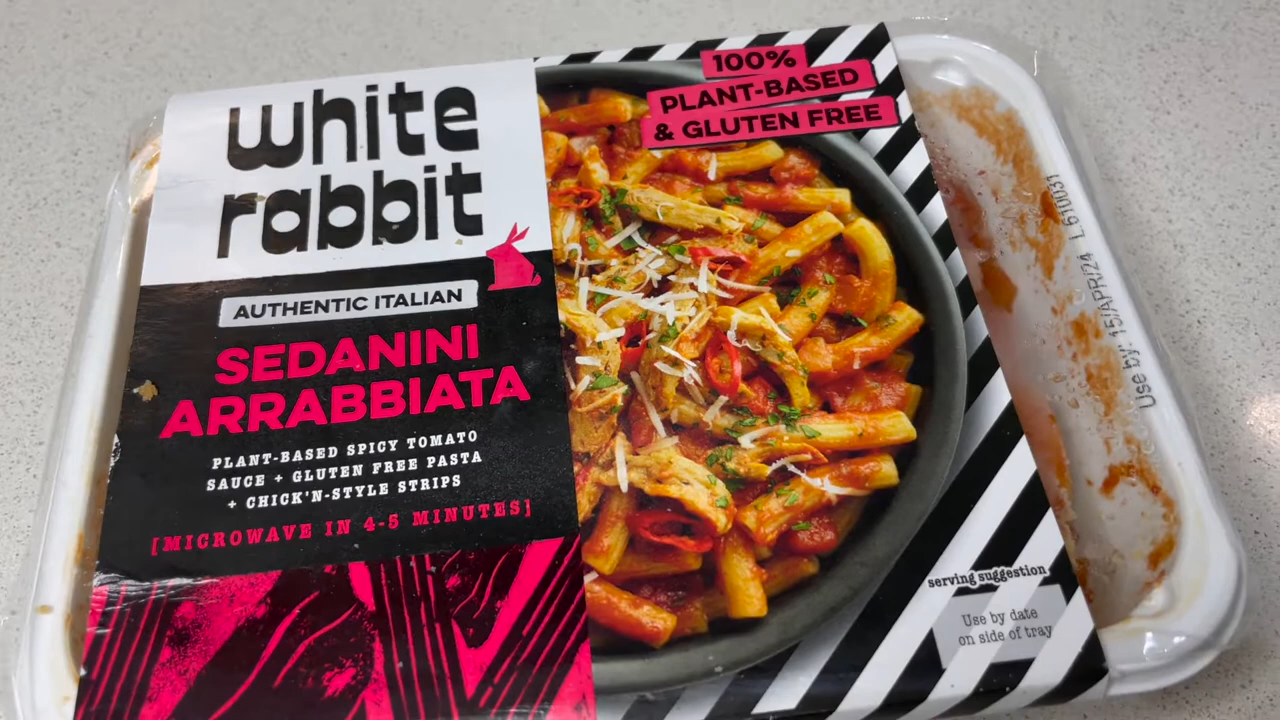 white
rabbit
AUTHENTIC ITALIAN
SEDANINI
ARRABBIATA
PLANT-BASED SPICY TOMATO
SAUCE + GLUTEN FREE PASTA
+ CHICK'N-STYLE STRIPS
[MICROWAVE IN 4-5 MINUTES]
100%
PLANT-BASED
& GLUTEN FREE
serving suggestion
Use by date
on side of tray
Use by: 15/APR/24 L610031